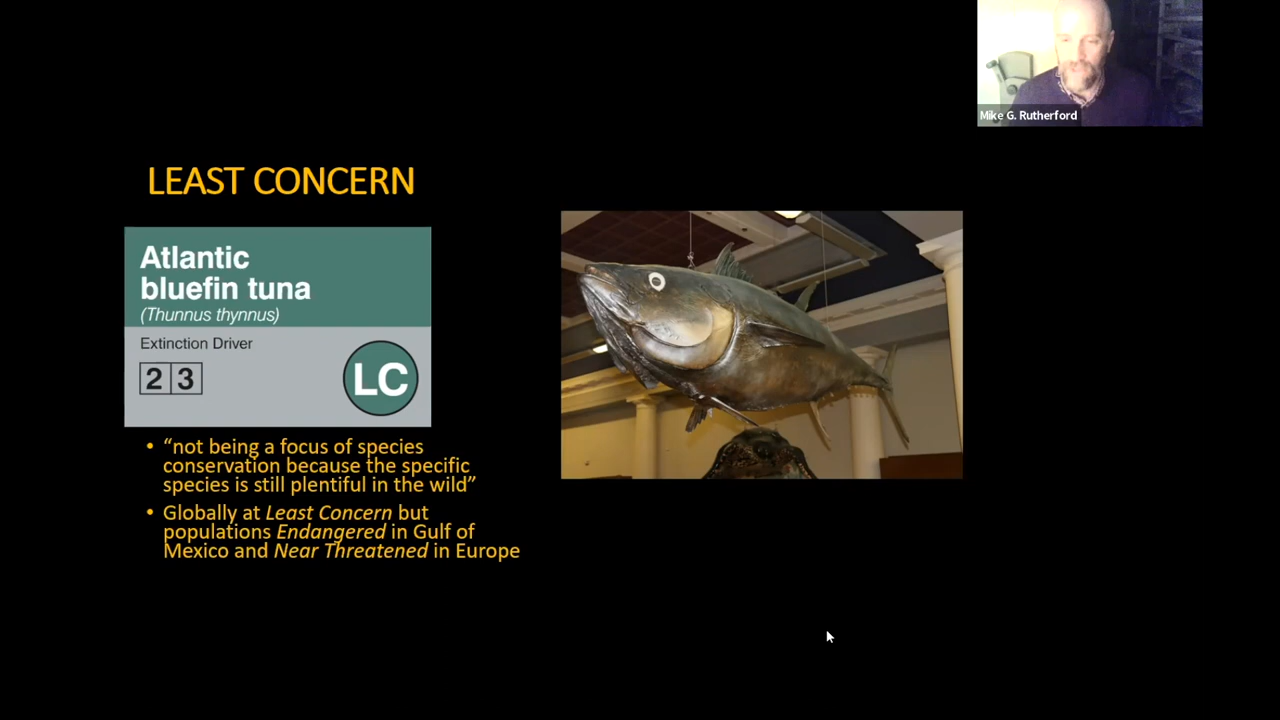 Mike G. Rutherford
LEAST CONCERN
Atlantic
bluefin tuna
(Thunnus thynnus)
Extinction Driver
2 3
LC
• “not being a focus of species
conservation because the specific
species is still plentiful in the wild”
• Globally at Least Concern but
populations Endangered in Gulf of
Mexico and Near Threatened in Europe